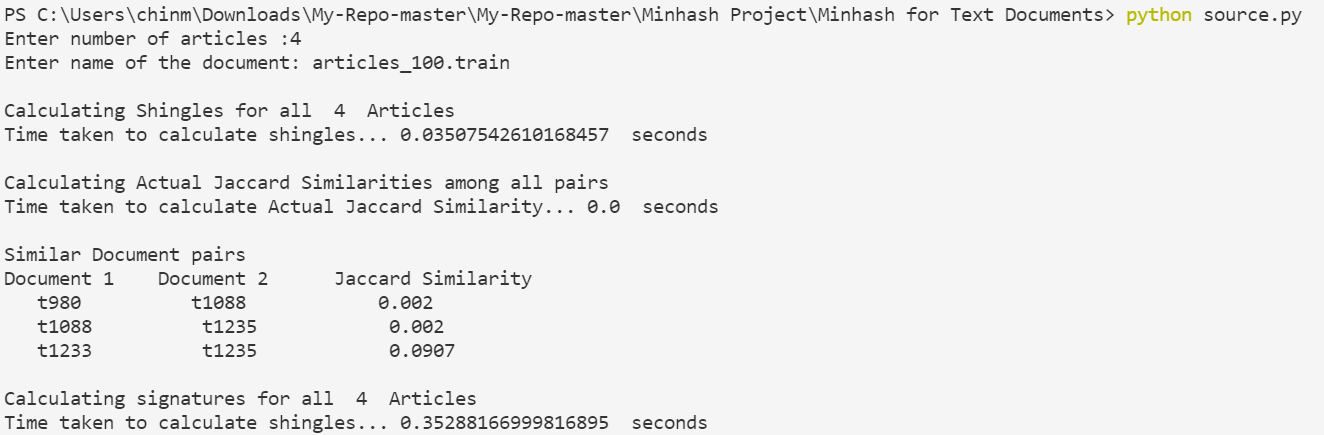 PS C:\Users\chinm\Downloads\My-Repo-master\My-Repo-master\Minhash Project\Minhash for Text Documents> python source.py
Enter number of articles :4
Enter name of the document: articles_100.train
Calculating Shingles for all  4  Articles
Time taken to calculate shingles... 0.03507542610168457  seconds
Calculating Actual Jaccard Similarities among all pairs
Time taken to calculate Actual Jaccard Similarity... 0.0  seconds
Similar Document pairs
Document 1    Document 2      Jaccard Similarity
   t980          t1088            0.002
   t1088          t1235            0.002
   t1233          t1235            0.0907
Calculating signatures for all  4  Articles
Time taken to calculate shingles... 0.35288166999816895  seconds